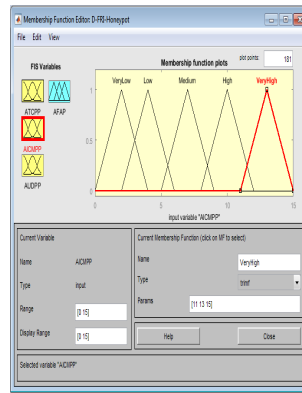 Membership Function Editor: D-FRI-Honeypot
File Edit View
FIS Variables
Membership function plots
plot points:
181
ATCPP
AFAP
AICMPP
AUDPP
VeryLow Low Medium High VeryHigh
1
0.5
0
0 5 10 15
input variable "AICMPP"
Current Variable
Name AICMPP
Type input
Range [0 15]
Display Range [0 15]
Current Membership Function (click on MF to select)
Name VeryHigh
Type trimf
Params [11 13 15]
Help Close
Selected variable "AICMPP"